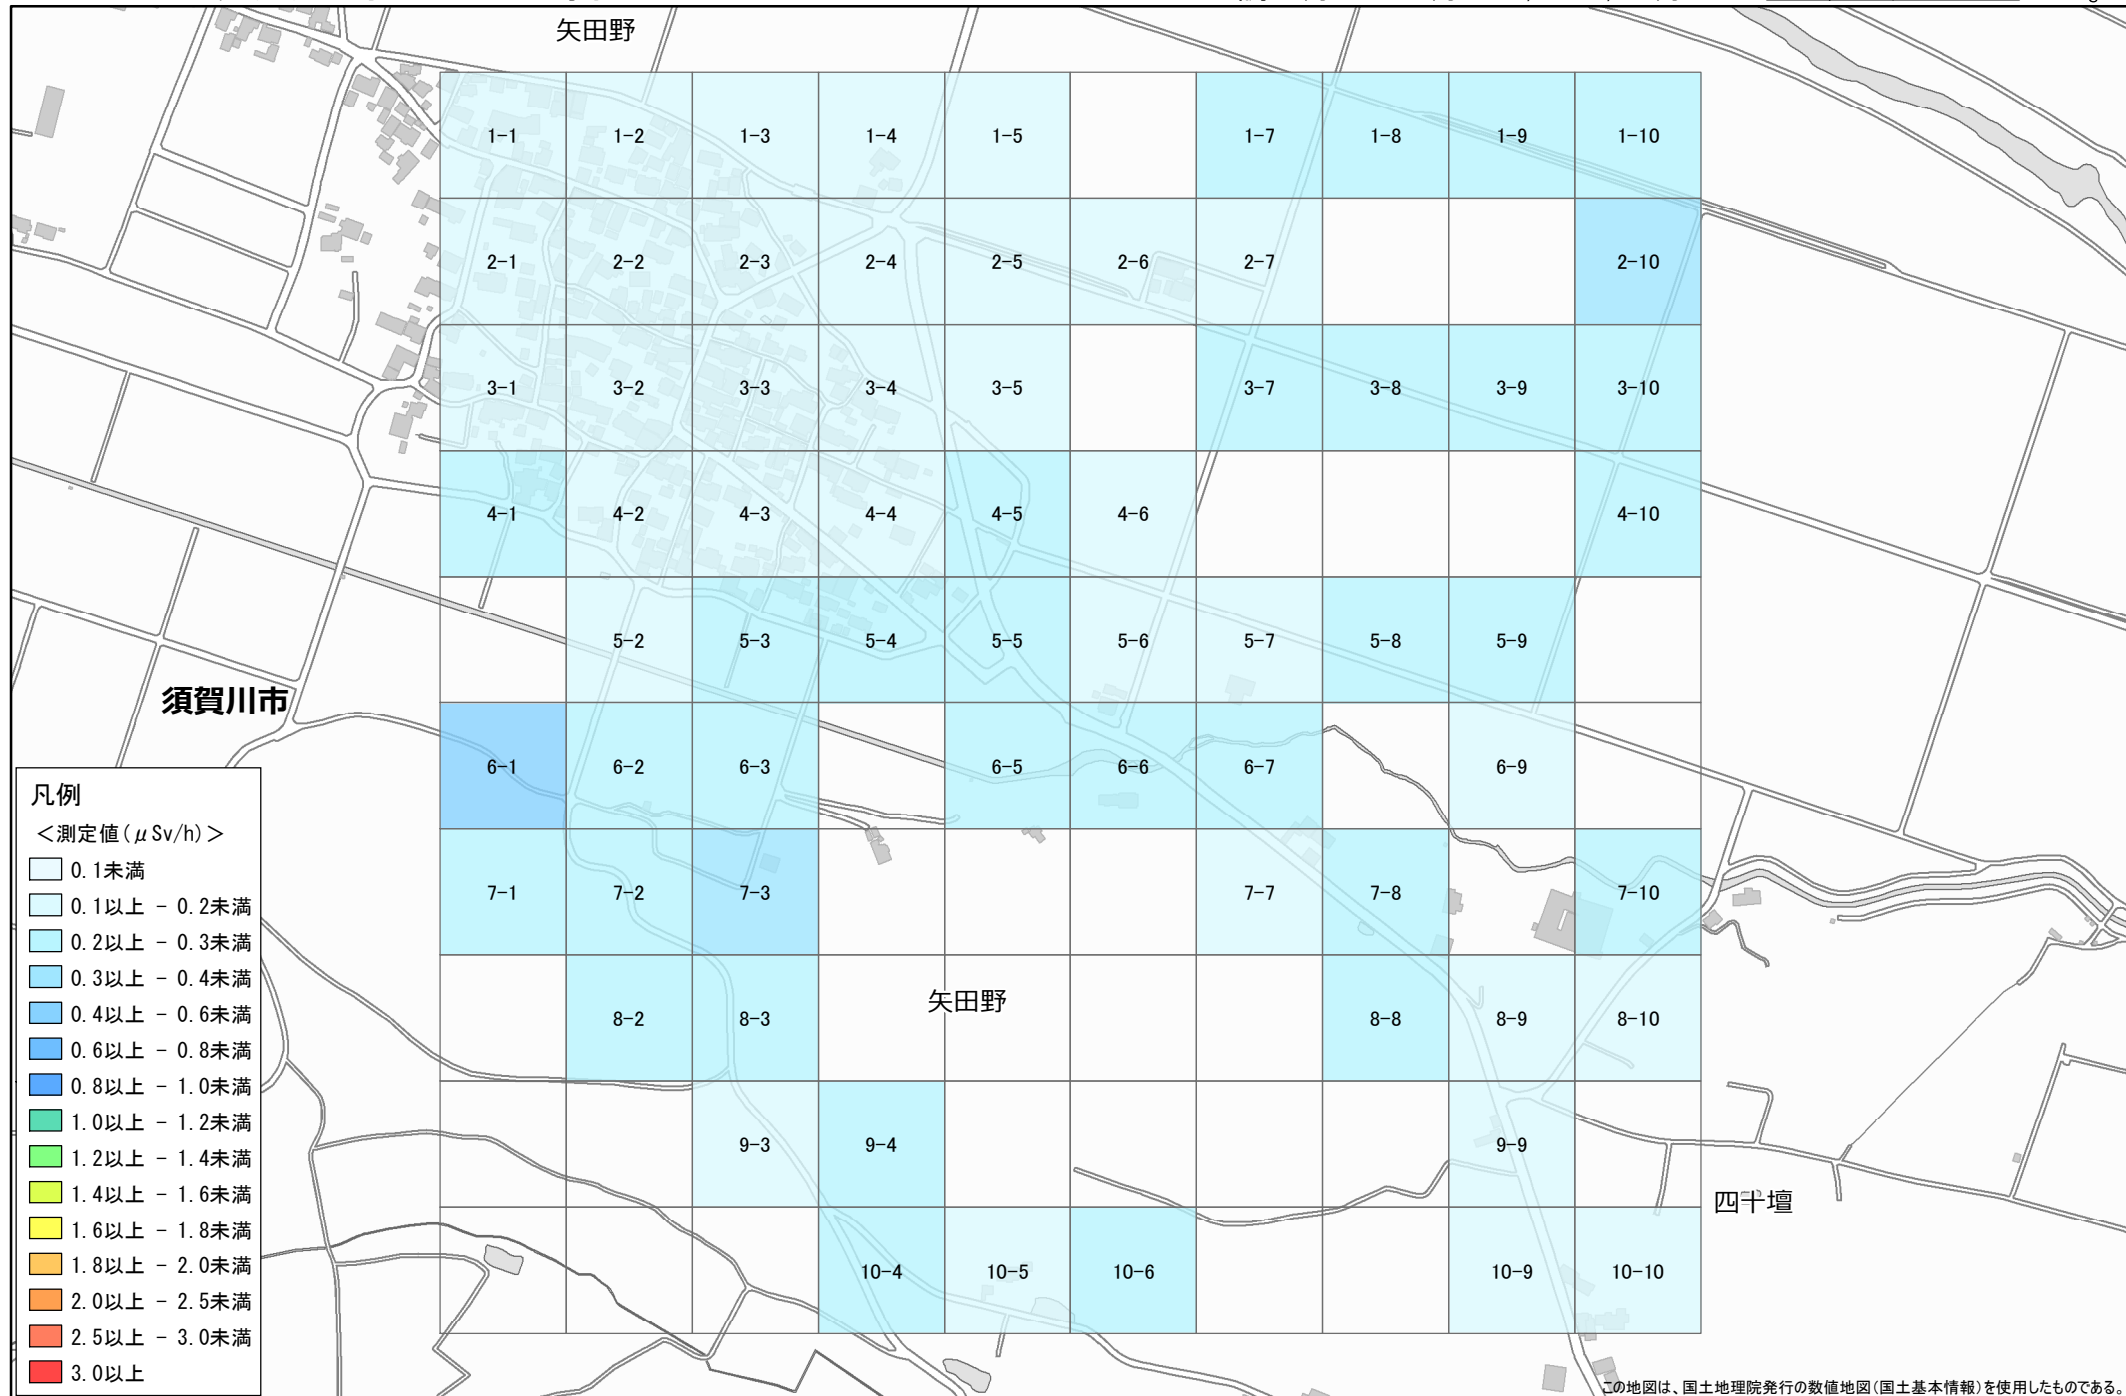 矢田野
1-1 1-2 1-3 1-4 1-5 1-7 1-8 1-9 1-10
2-1 2-2 2-3 2-4 2-5 2-6 2-7 2-10
3-1 3-2 3-3 3-4 3-5 3-7 3-8 3-9 3-10
4-1 4-2 4-3 4-4 4-5 4-6 4-10
5-2 5-3 5-4 5-5 5-6 5-7 5-8 5-9
須賀川市
6-1 6-2 6-3 6-5 6-6 6-7 6-9
7-1 7-2 7-3 7-7 7-8 7-10
矢田野
8-2 8-3 8-8 8-9 8-10
9-3 9-4 9-9
四十壇
10-4 10-5 10-6 10-9 10-10
凡例
＜測定値(μSv/h)＞
0.1未満
0.1以上 - 0.2未満
0.2以上 - 0.3未満
0.3以上 - 0.4未満
0.4以上 - 0.6未満
0.6以上 - 0.8未満
0.8以上 - 1.0未満
1.0以上 - 1.2未満
1.2以上 - 1.4未満
1.4以上 - 1.6未満
1.6以上 - 1.8未満
1.8以上 - 2.0未満
2.0以上 - 2.5未満
2.5以上 - 3.0未満
3.0以上
この地図は、国土地理院発行の数値地図(国土基本情報)を使用したものである。